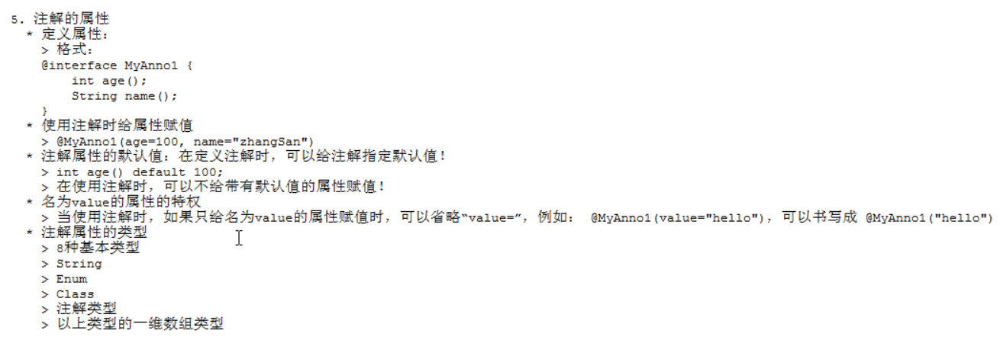 5. 注解的属性
* 定义属性:
> 格式:
@interface MyAnno1 {
int age();
String name();
}
* 使用注解时给属性赋值
> @MyAnno1(age=100, name="zhangSan")
* 注解属性的默认值：在定义注解时，可以给注解指定默认值！
> int age() default 100;
> 在使用注解时，可以不给带有默认值的属性赋值！
* 名为value的属性的特权
> 当使用注解时，如果只给名为value的属性赋值时，可以省略“value=”，例如： @MyAnno1(value="hello")，可以书写成 @MyAnno1("hello")
* 注解属性的类型
> 8种基本类型
> String
> Enum
> Class
> 注解类型
> 以上类型的一维数组类型